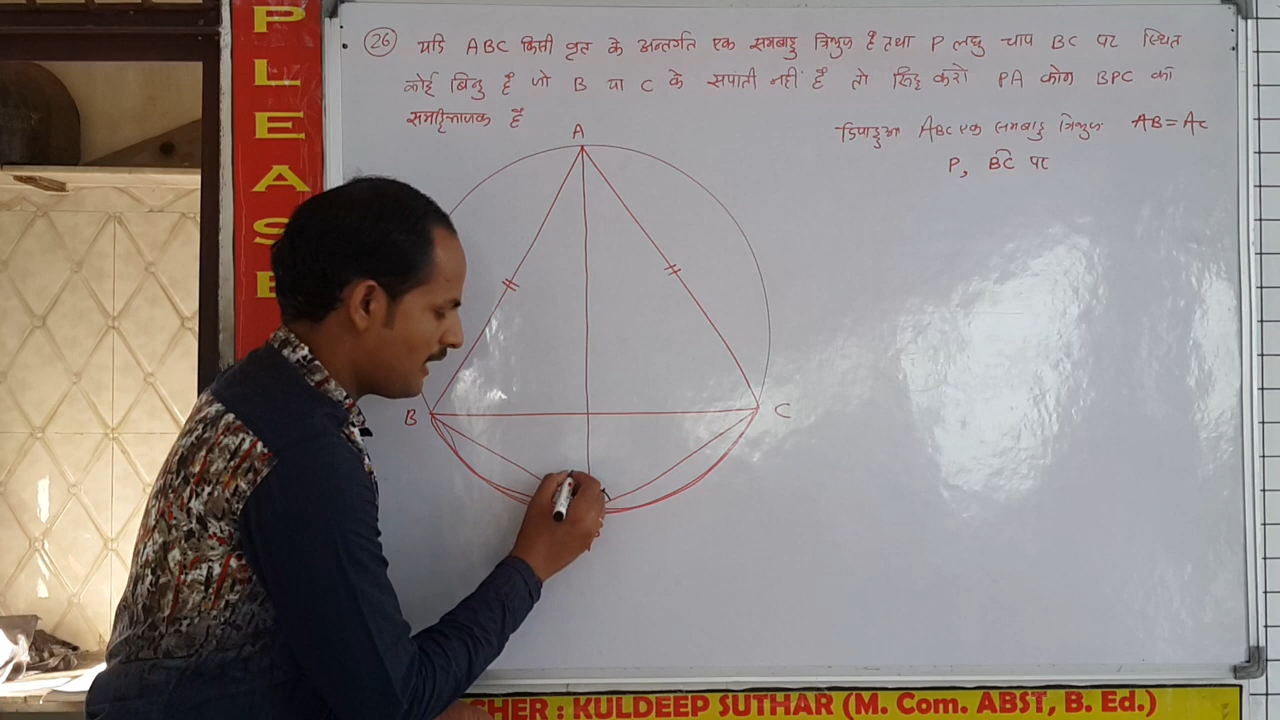 PLEASE
26 यदि ABC किसी वृत के अन्तर्गत एक समबाहु त्रिभुज है तथा P लघु चाप BC पर स्थित
कोई बिन्दु है जो B या C के सपाती नहीं है तो सिद्द करो PA कोण BPC का
समद्विभाजक है
ABC एक समबाहु त्रिभुज AB = AC
P, BC पर
A
B
C
CHER : KULDEEP SUTHAR (M. Com. ABST, B. Ed.)